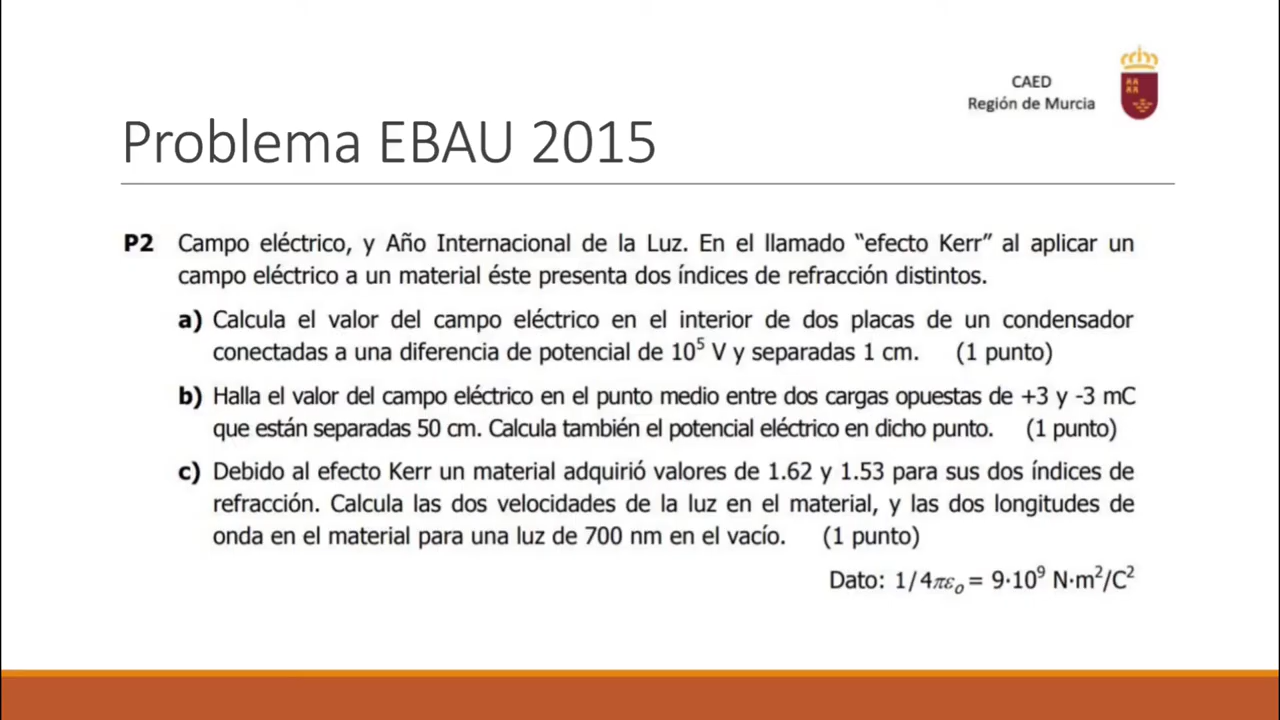 CAED
Región de Murcia
Problema EBAU 2015
P2 Campo eléctrico, y Año Internacional de la Luz. En el llamado “efecto Kerr” al aplicar un
campo eléctrico a un material éste presenta dos índices de refracción distintos.
a) Calcula el valor del campo eléctrico en el interior de dos placas de un condensador
conectadas a una diferencia de potencial de 10⁵ V y separadas 1 cm. (1 punto)
b) Halla el valor del campo eléctrico en el punto medio entre dos cargas opuestas de +3 y -3 mC
que están separadas 50 cm. Calcula también el potencial eléctrico en dicho punto. (1 punto)
c) Debido al efecto Kerr un material adquirió valores de 1.62 y 1.53 para sus dos índices de
refracción. Calcula las dos velocidades de la luz en el material, y las dos longitudes de
onda en el material para una luz de 700 nm en el vacío. (1 punto)
Dato: 1/4πεₒ = 9·10⁹ N·m²/C²